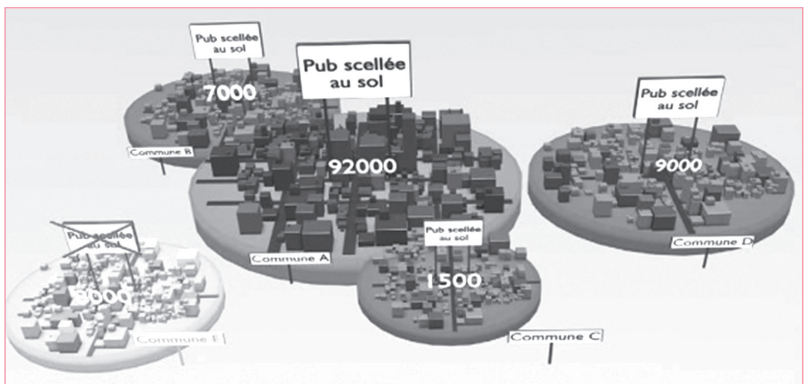 Pub scellée
au sol
7000
Commune B
Pub scellée
au sol
92000
Commune A
Pub scellée
au sol
9000
Commune D
Pub scellée
au sol
1500
Commune C
Pub scellée
au sol
Commune E